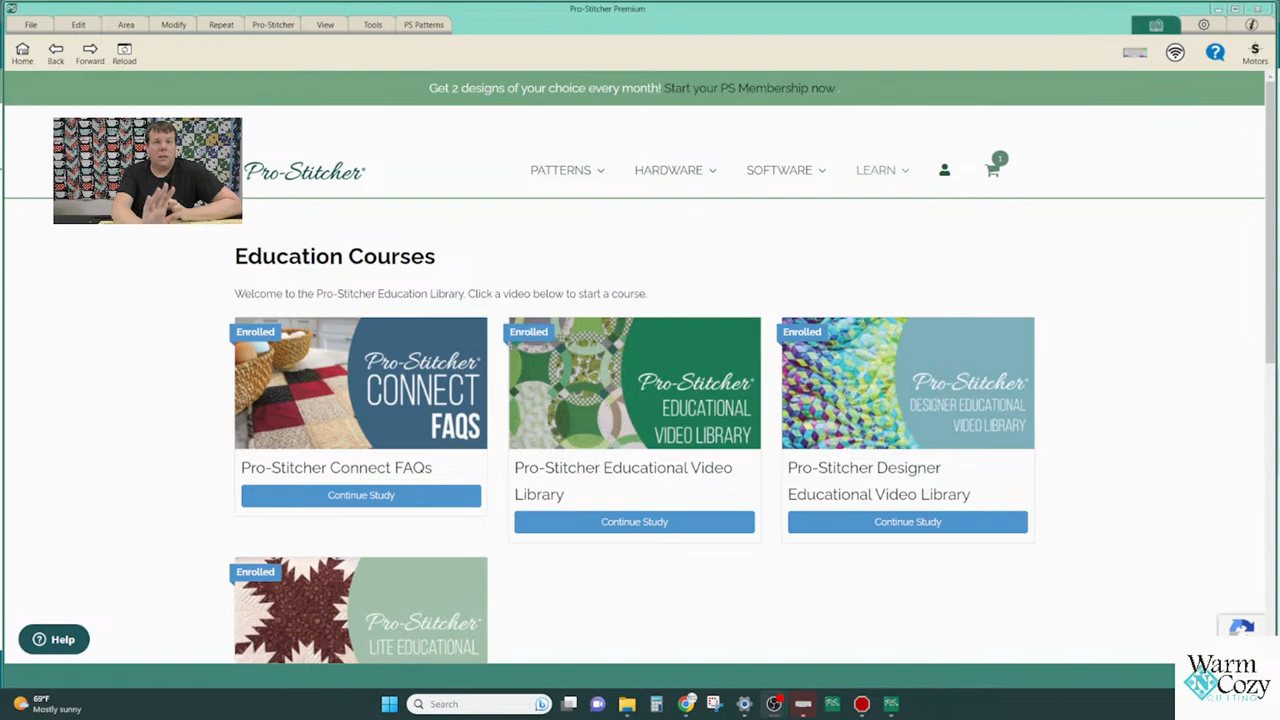 Pro-Stitcher Premium
File Edit Area Modify Repeat Pro-Stitcher View Tools PS Patterns
Home Back Forward Reload
Motors
Get 2 designs of your choice every month! Start your PS Membership now .
Pro-Stitcher®
PATTERNS HARDWARE SOFTWARE LEARN 1
Education Courses
Welcome to the Pro-Stitcher Education Library. Click a video below to start a course.
Enrolled
Pro-Stitcher®
CONNECT
FAQS
Pro-Stitcher Connect FAQs
Continue Study
Enrolled
Pro-Stitcher®
EDUCATIONAL
VIDEO LIBRARY
Pro-Stitcher Educational Video
Library
Continue Study
Enrolled
Pro-Stitcher®
DESIGNER EDUCATIONAL
VIDEO LIBRARY
Pro-Stitcher Designer
Educational Video Library
Continue Study
Enrolled
Pro-Stitcher®
LITE EDUCATIONAL
Help
Warm
N
Cozy
QUILTING
69°F
Mostly sunny
Search